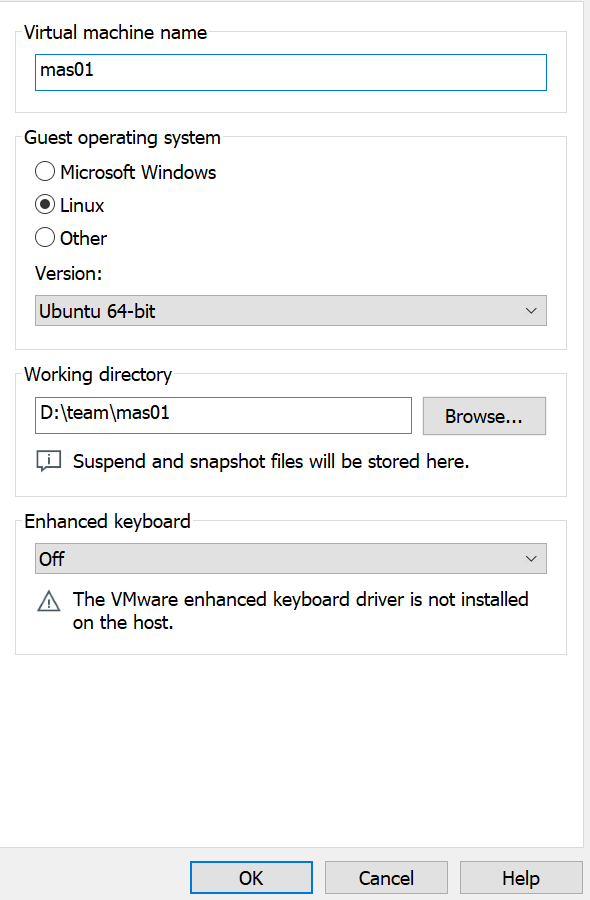 Virtual machine name
mas01
Guest operating system
Microsoft Windows
Linux
Other
Version:
Ubuntu 64-bit
Working directory
D:\team\mas01
Browse...
Suspend and snapshot files will be stored here.
Enhanced keyboard
Off
The VMware enhanced keyboard driver is not installed
on the host.
OK
Cancel
Help